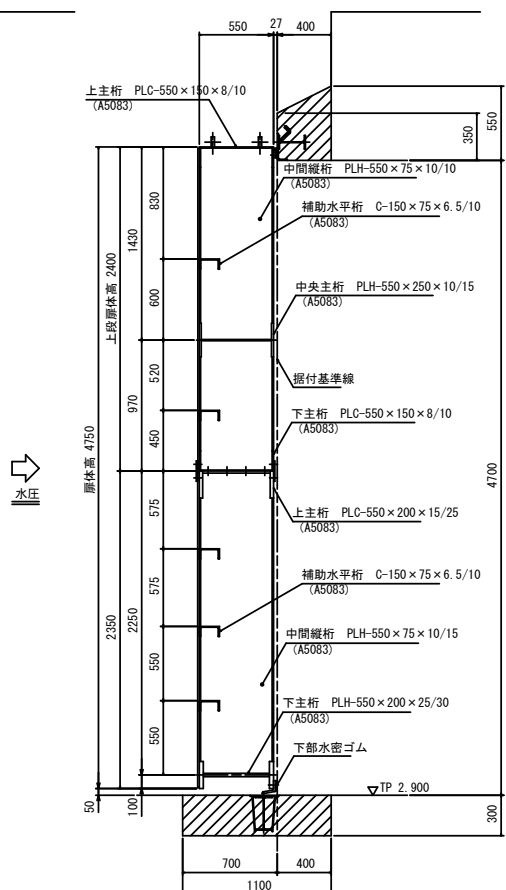 550
27
400
上主桁 PLC-550×150×8/10
(A5083)
550
350
中間縦桁 PLH-550×75×10/10
(A5083)
830
1430
補助水平桁 C-150×75×6.5/10
(A5083)
上段扉体高 2400
600
中央主桁 PLH-550×250×10/15
(A5083)
520
据付基準線
970
下主桁 PLC-550×150×8/10
(A5083)
450
扉体高 4750
水圧
4700
575
上主桁 PLC-550×200×15/25
(A5083)
575
補助水平桁 C-150×75×6.5/10
(A5083)
2350
2250
中間縦桁 PLH-550×75×10/15
(A5083)
550
下主桁 PLH-550×200×25/30
(A5083)
550
下部水密ゴム
TP 2.900
50
100
300
700
400
1100